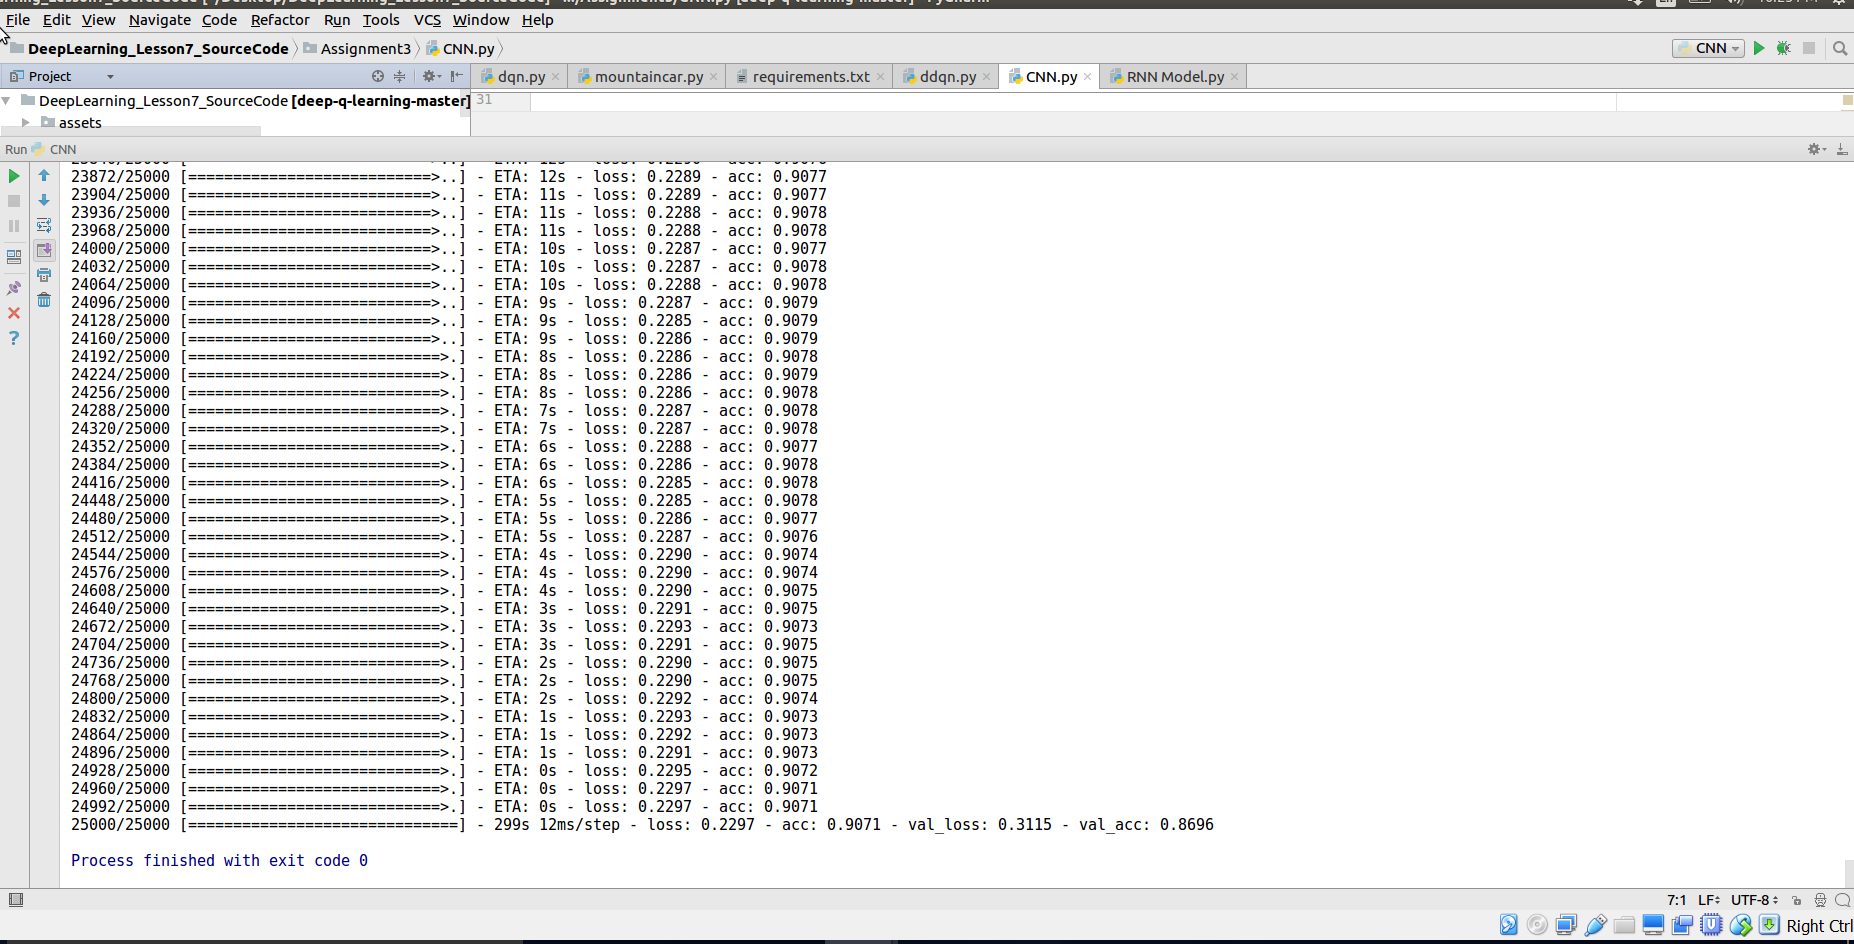 File Edit View Navigate Code Refactor Run Tools VCS Window Help
DeepLearning_Lesson7_SourceCode Assignment3 CNN.py CNN
Project dqn.py mountaincar.py requirements.txt ddqn.py CNN.py RNN Model.py
DeepLearning_Lesson7_SourceCode [deep-q-learning-master] 31
assets
Run CNN
23872/25000 [===========================>..] - ETA: 12s - loss: 0.2289 - acc: 0.9077
23904/25000 [===========================>..] - ETA: 11s - loss: 0.2289 - acc: 0.9077
23936/25000 [===========================>..] - ETA: 11s - loss: 0.2288 - acc: 0.9078
23968/25000 [===========================>..] - ETA: 11s - loss: 0.2288 - acc: 0.9078
24000/25000 [===========================>..] - ETA: 10s - loss: 0.2287 - acc: 0.9077
24032/25000 [===========================>..] - ETA: 10s - loss: 0.2287 - acc: 0.9078
24064/25000 [===========================>..] - ETA: 10s - loss: 0.2288 - acc: 0.9078
24096/25000 [===========================>..] - ETA: 9s - loss: 0.2287 - acc: 0.9079
24128/25000 [===========================>..] - ETA: 9s - loss: 0.2285 - acc: 0.9079
24160/25000 [===========================>..] - ETA: 9s - loss: 0.2286 - acc: 0.9079
24192/25000 [============================>.] - ETA: 8s - loss: 0.2286 - acc: 0.9078
24224/25000 [============================>.] - ETA: 8s - loss: 0.2286 - acc: 0.9079
24256/25000 [============================>.] - ETA: 8s - loss: 0.2286 - acc: 0.9078
24288/25000 [============================>.] - ETA: 7s - loss: 0.2287 - acc: 0.9078
24320/25000 [============================>.] - ETA: 7s - loss: 0.2287 - acc: 0.9078
24352/25000 [============================>.] - ETA: 6s - loss: 0.2288 - acc: 0.9077
24384/25000 [============================>.] - ETA: 6s - loss: 0.2286 - acc: 0.9078
24416/25000 [============================>.] - ETA: 6s - loss: 0.2285 - acc: 0.9078
24448/25000 [============================>.] - ETA: 5s - loss: 0.2285 - acc: 0.9078
24480/25000 [============================>.] - ETA: 5s - loss: 0.2286 - acc: 0.9077
24512/25000 [============================>.] - ETA: 5s - loss: 0.2287 - acc: 0.9076
24544/25000 [============================>.] - ETA: 4s - loss: 0.2290 - acc: 0.9074
24576/25000 [============================>.] - ETA: 4s - loss: 0.2290 - acc: 0.9074
24608/25000 [============================>.] - ETA: 4s - loss: 0.2290 - acc: 0.9075
24640/25000 [============================>.] - ETA: 3s - loss: 0.2291 - acc: 0.9075
24672/25000 [============================>.] - ETA: 3s - loss: 0.2293 - acc: 0.9073
24704/25000 [============================>.] - ETA: 3s - loss: 0.2291 - acc: 0.9075
24736/25000 [============================>.] - ETA: 2s - loss: 0.2290 - acc: 0.9075
24768/25000 [============================>.] - ETA: 2s - loss: 0.2290 - acc: 0.9075
24800/25000 [============================>.] - ETA: 2s - loss: 0.2292 - acc: 0.9074
24832/25000 [============================>.] - ETA: 1s - loss: 0.2293 - acc: 0.9073
24864/25000 [============================>.] - ETA: 1s - loss: 0.2292 - acc: 0.9073
24896/25000 [============================>.] - ETA: 1s - loss: 0.2291 - acc: 0.9073
24928/25000 [============================>.] - ETA: 0s - loss: 0.2295 - acc: 0.9072
24960/25000 [============================>.] - ETA: 0s - loss: 0.2297 - acc: 0.9071
24992/25000 [============================>.] - ETA: 0s - loss: 0.2297 - acc: 0.9071
25000/25000 [==============================] - 299s 12ms/step - loss: 0.2297 - acc: 0.9071 - val_loss: 0.3115 - val_acc: 0.8696
Process finished with exit code 0
7:1 LF UTF-8
Right Ctrl